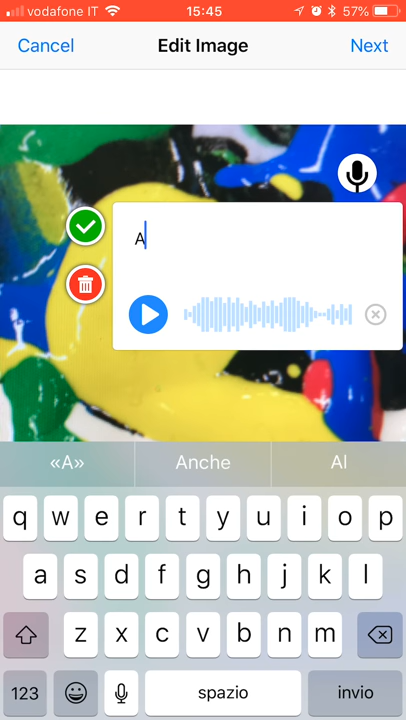 vodafone IT 15:45 57%
Cancel Edit Image Next
A
«A» Anche Al
q w e r t y u i o p
a s d f g h j k l
z x c v b n m
123 spazio invio